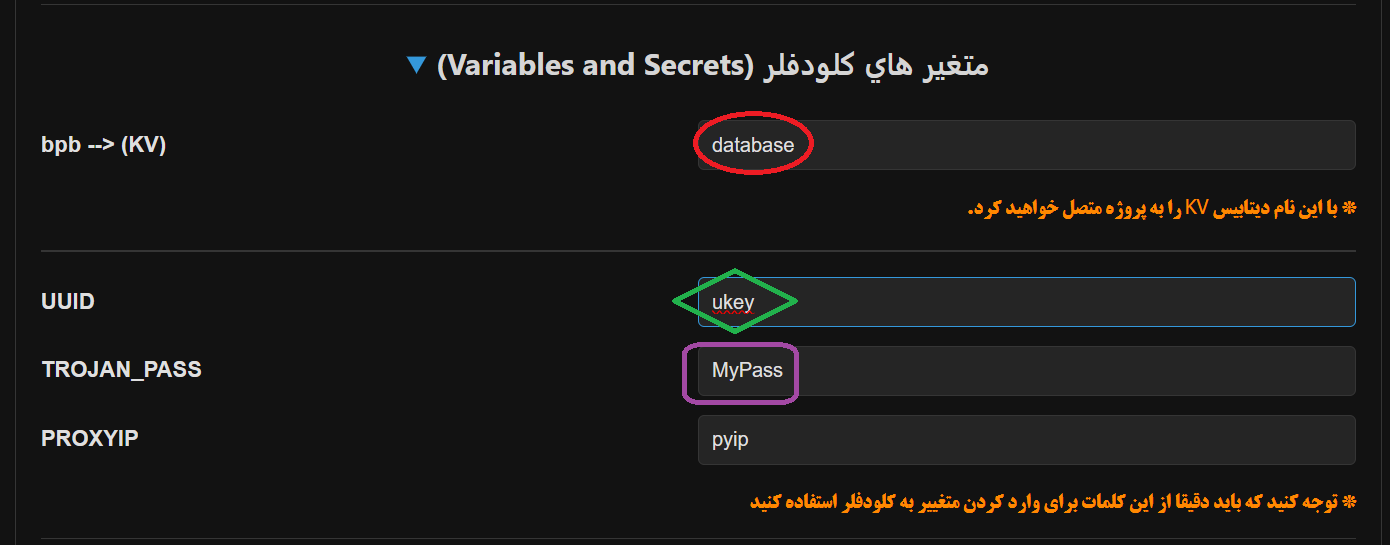 متغیر هاي کلودفلر (Variables and Secrets) ▼
bpb --> (KV)
database
❊ با این نام دیتابیس KV را به پروژه متصل خواهید کرد.
UUID
ukey
TROJAN_PASS
MyPass
PROXYIP
pyip
❊ توجه کنید که باید دقیقا از این کلمات برای وارد کردن متغییر به کلودفلر استفاده کنید